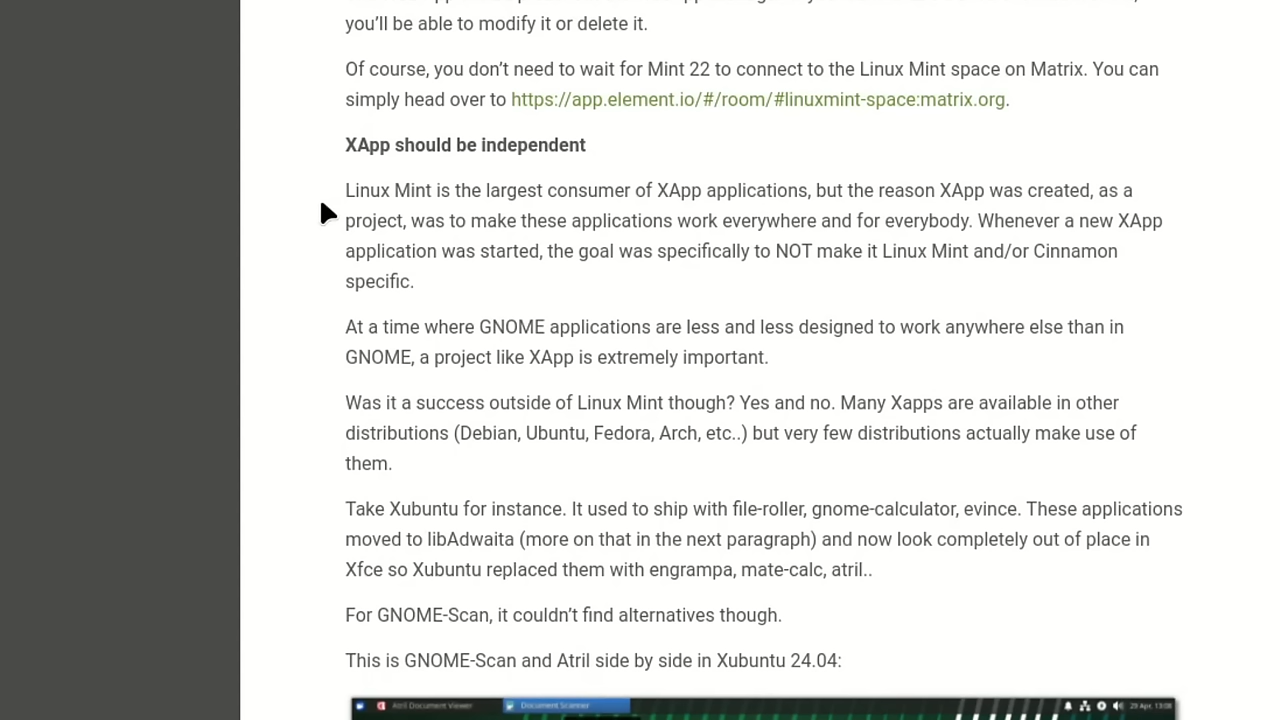 you’ll be able to modify it or delete it.
Of course, you don’t need to wait for Mint 22 to connect to the Linux Mint space on Matrix. You can
simply head over to https://app.element.io/#/room/#linuxmint-space:matrix.org.
XApp should be independent
Linux Mint is the largest consumer of XApp applications, but the reason XApp was created, as a
project, was to make these applications work everywhere and for everybody. Whenever a new XApp
application was started, the goal was specifically to NOT make it Linux Mint and/or Cinnamon
specific.
At a time where GNOME applications are less and less designed to work anywhere else than in
GNOME, a project like XApp is extremely important.
Was it a success outside of Linux Mint though? Yes and no. Many Xapps are available in other
distributions (Debian, Ubuntu, Fedora, Arch, etc..) but very few distributions actually make use of
them.
Take Xubuntu for instance. It used to ship with file-roller, gnome-calculator, evince. These applications
moved to libAdwaita (more on that in the next paragraph) and now look completely out of place in
Xfce so Xubuntu replaced them with engrampa, mate-calc, atril..
For GNOME-Scan, it couldn’t find alternatives though.
This is GNOME-Scan and Atril side by side in Xubuntu 24.04:
Atril Document Viewer Document Scanner 29 Apr, 13:08